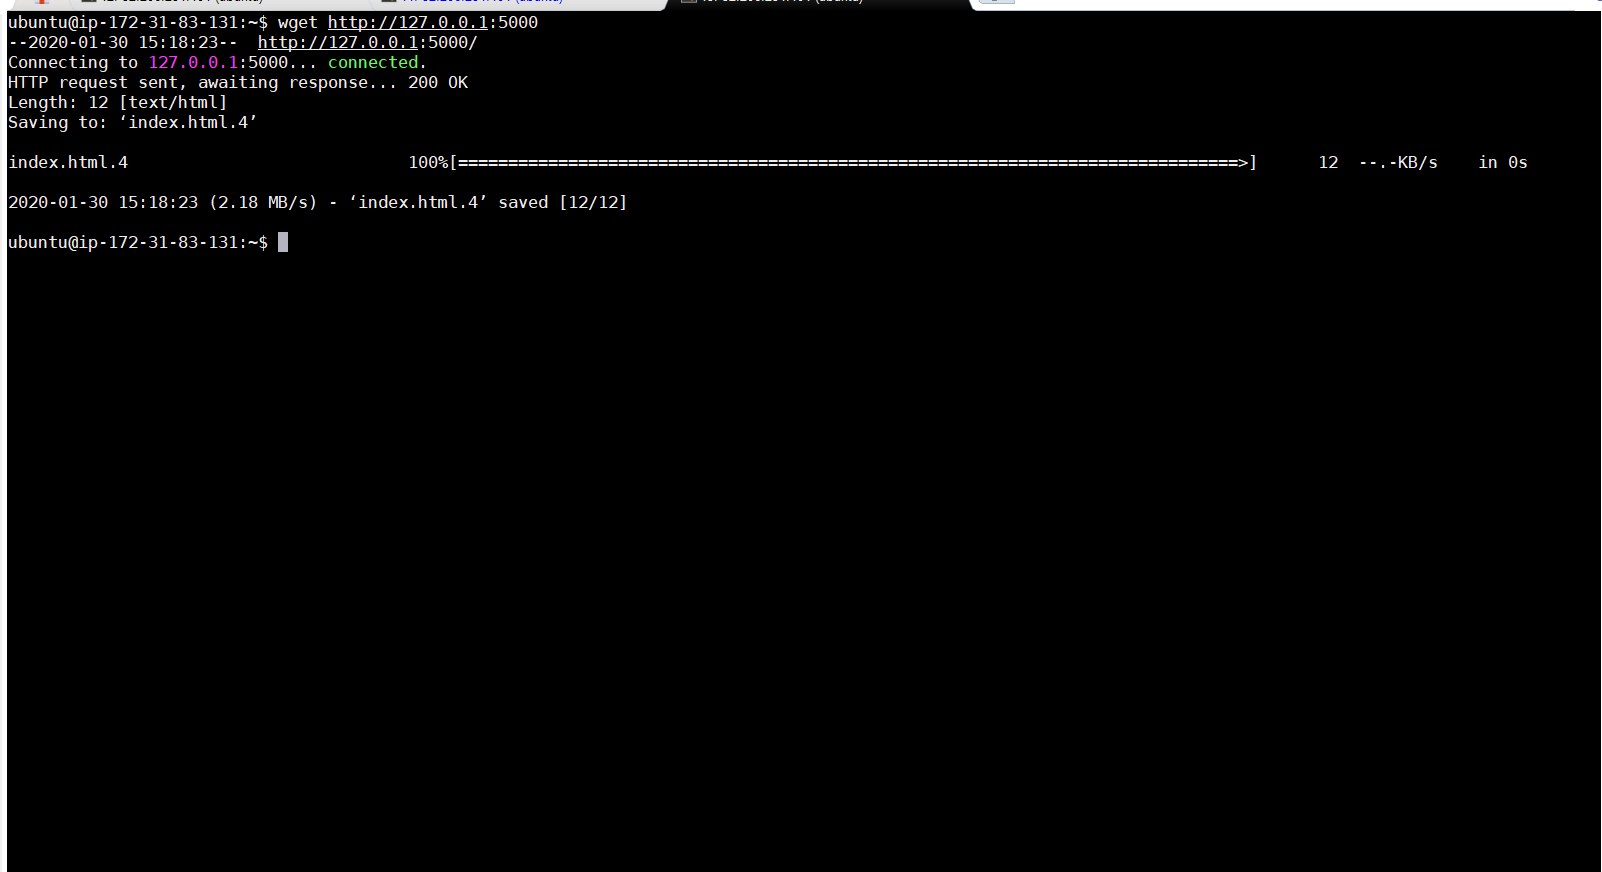 (ubuntu)
(ubuntu)
(ubuntu)
ubuntu@ip-172-31-83-131:~$ wget http://127.0.0.1:5000
--2020-01-30 15:18:23--  http://127.0.0.1:5000/
Connecting to 127.0.0.1:5000... connected.
HTTP request sent, awaiting response... 200 OK
Length: 12 [text/html]
Saving to: ‘index.html.4’
index.html.4 100%[==============================================================================>] 12 --.-KB/s in 0s
2020-01-30 15:18:23 (2.18 MB/s) - ‘index.html.4’ saved [12/12]
ubuntu@ip-172-31-83-131:~$